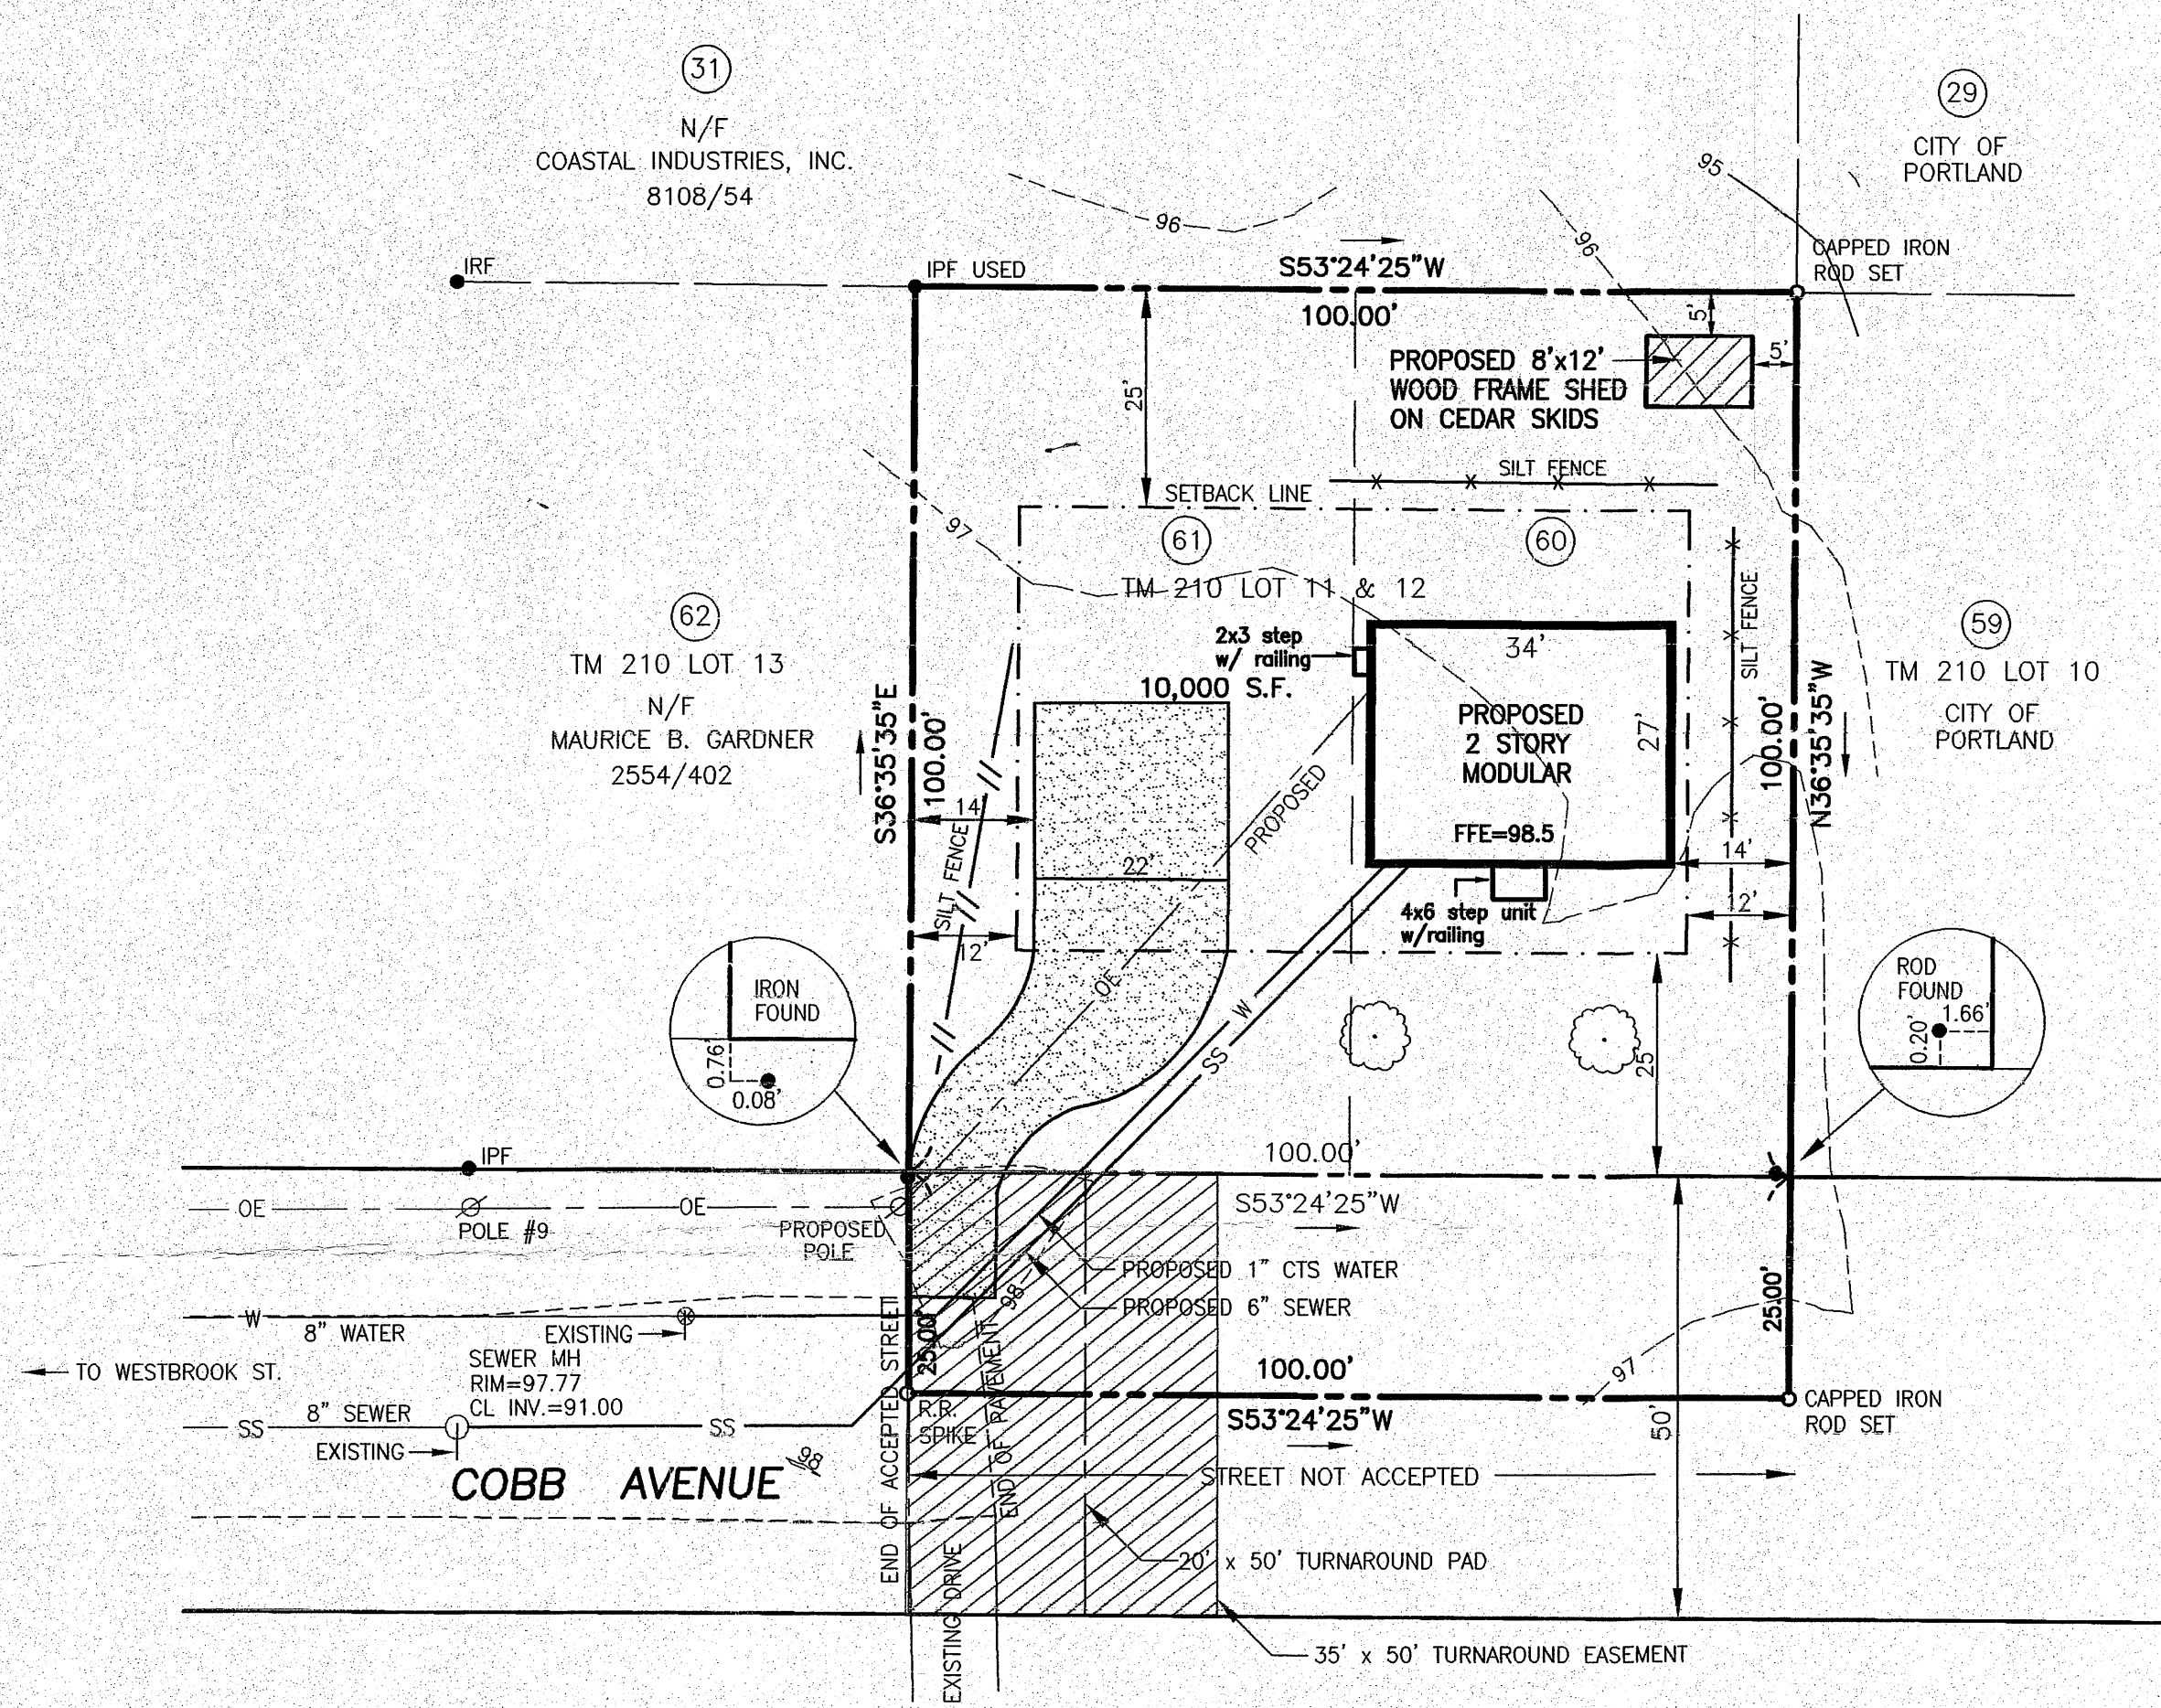 31
N/F
COASTAL INDUSTRIES, INC.
8108/54
29
CITY OF
PORTLAND
95
96
96
CAPPED IRON
ROD SET
IRF
IPF USED
S53°24'25"W
100.00'
5'
5'
PROPOSED 8'x12'
WOOD FRAME SHED
ON CEDAR SKIDS
25'
SILT FENCE
SETBACK LINE
97
61
60
TM 210 LOT 11 & 12
SILT FENCE
62
TM 210 LOT 13
N/F
MAURICE B. GARDNER
2554/402
59
TM 210 LOT 10
CITY OF
PORTLAND
2x3 step
w/ railing
10,000 S.F.
34'
27'
PROPOSED
2 STORY
MODULAR
FFE=98.5
S36°35'35"E
100.00'
100.00'
N36°35'35"W
14'
SILT FENCE
12'
22'
PROPOSED
OE
14'
12'
4x6 step unit
w/railing
IRON
FOUND
0.76'
0.08'
ROD
FOUND
1.66'
0.20'
W
SS
25'
IPF
100.00'
S53°24'25"W
OE
OE
POLE #9
PROPOSED
POLE
PROPOSED 1" CTS WATER
PROPOSED 6" SEWER
98
W
8" WATER
EXISTING
25.00'
25.00'
TO WESTBROOK ST.
SEWER MH
RIM=97.77
CL INV.=91.00
100.00'
97
S53°24'25"W
CAPPED IRON
ROD SET
R.R.
SPIKE
SS
8" SEWER
SS
EXISTING
98
COBB AVENUE
END OF ACCEPTED STREET
END OF PAVEMENT
STREET NOT ACCEPTED
50'
20' x 50' TURNAROUND PAD
EXISTING DRIVE
35' x 50' TURNAROUND EASEMENT